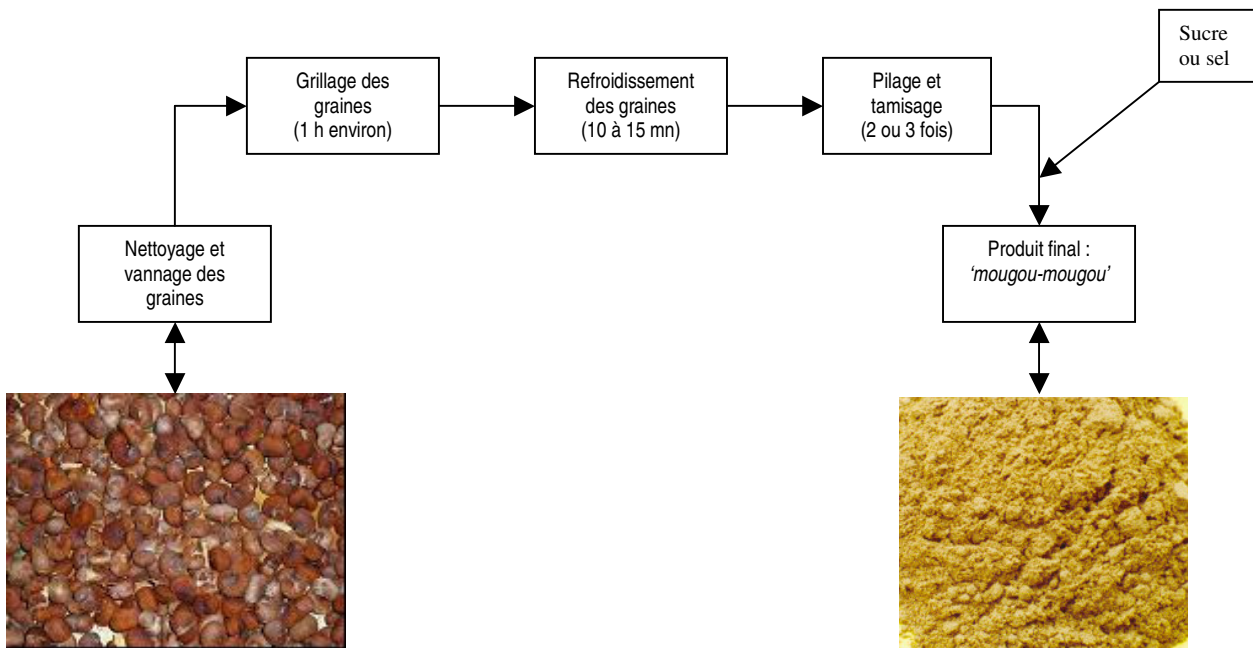 Sucre
ou sel
Grillage des
graines
(1 h environ)
Refroidissement
des graines
(10 à 15 mn)
Pilage et
tamisage
(2 ou 3 fois)
Nettoyage et
vannage des
graines
Produit final :
‘mougou-mougou’